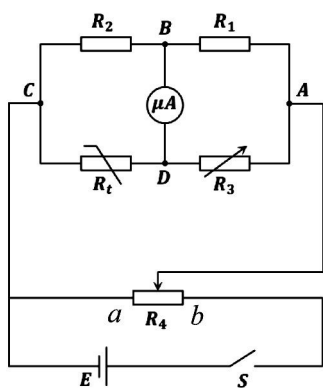 R₂ B R₁
C μA A
Rₜ D R₃
a R₄ b
E S